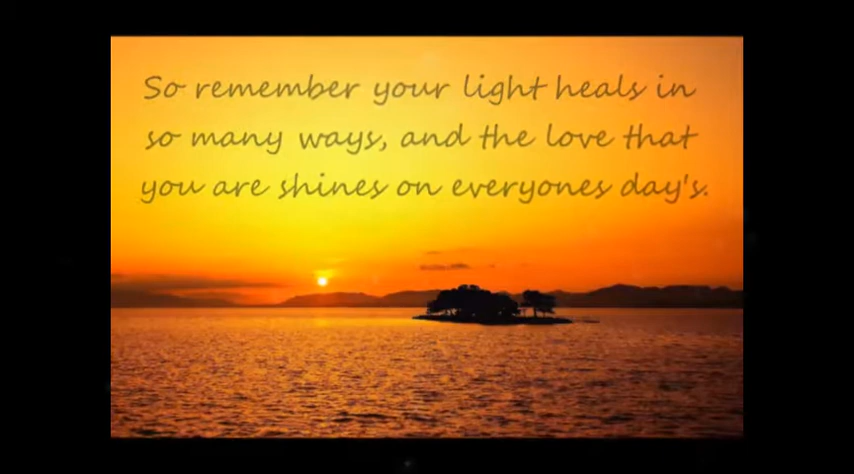 So remember your light heals in
so many ways, and the love that
you are shines on everyones day's.